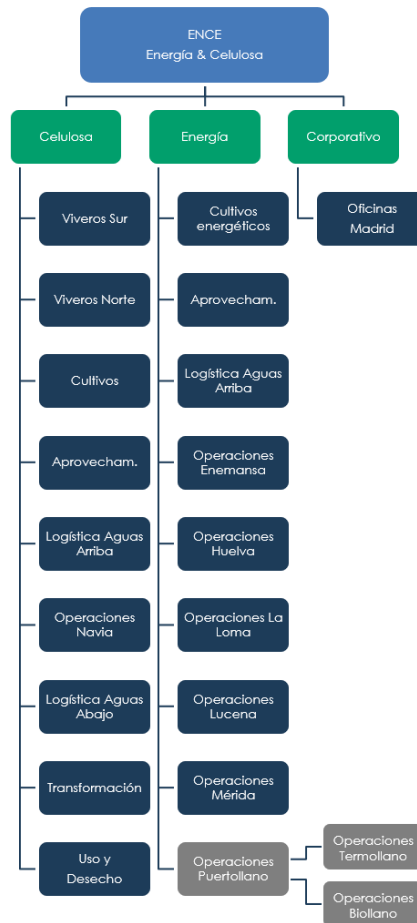 ENCE
Energía & Celulosa
Celulosa
Energía
Corporativo
Viveros Sur
Cultivos
energéticos
Oficinas
Madrid
Viveros Norte
Aprovecham.
Cultivos
Logística Aguas
Arriba
Aprovecham.
Operaciones
Enemansa
Logística Aguas
Arriba
Operaciones
Huelva
Operaciones
Navia
Operaciones La
Loma
Logística Aguas
Abajo
Operaciones
Lucena
Transformación
Operaciones
Mérida
Uso y
Desecho
Operaciones
Puertollano
Operaciones
Termollano
Operaciones
Biollano